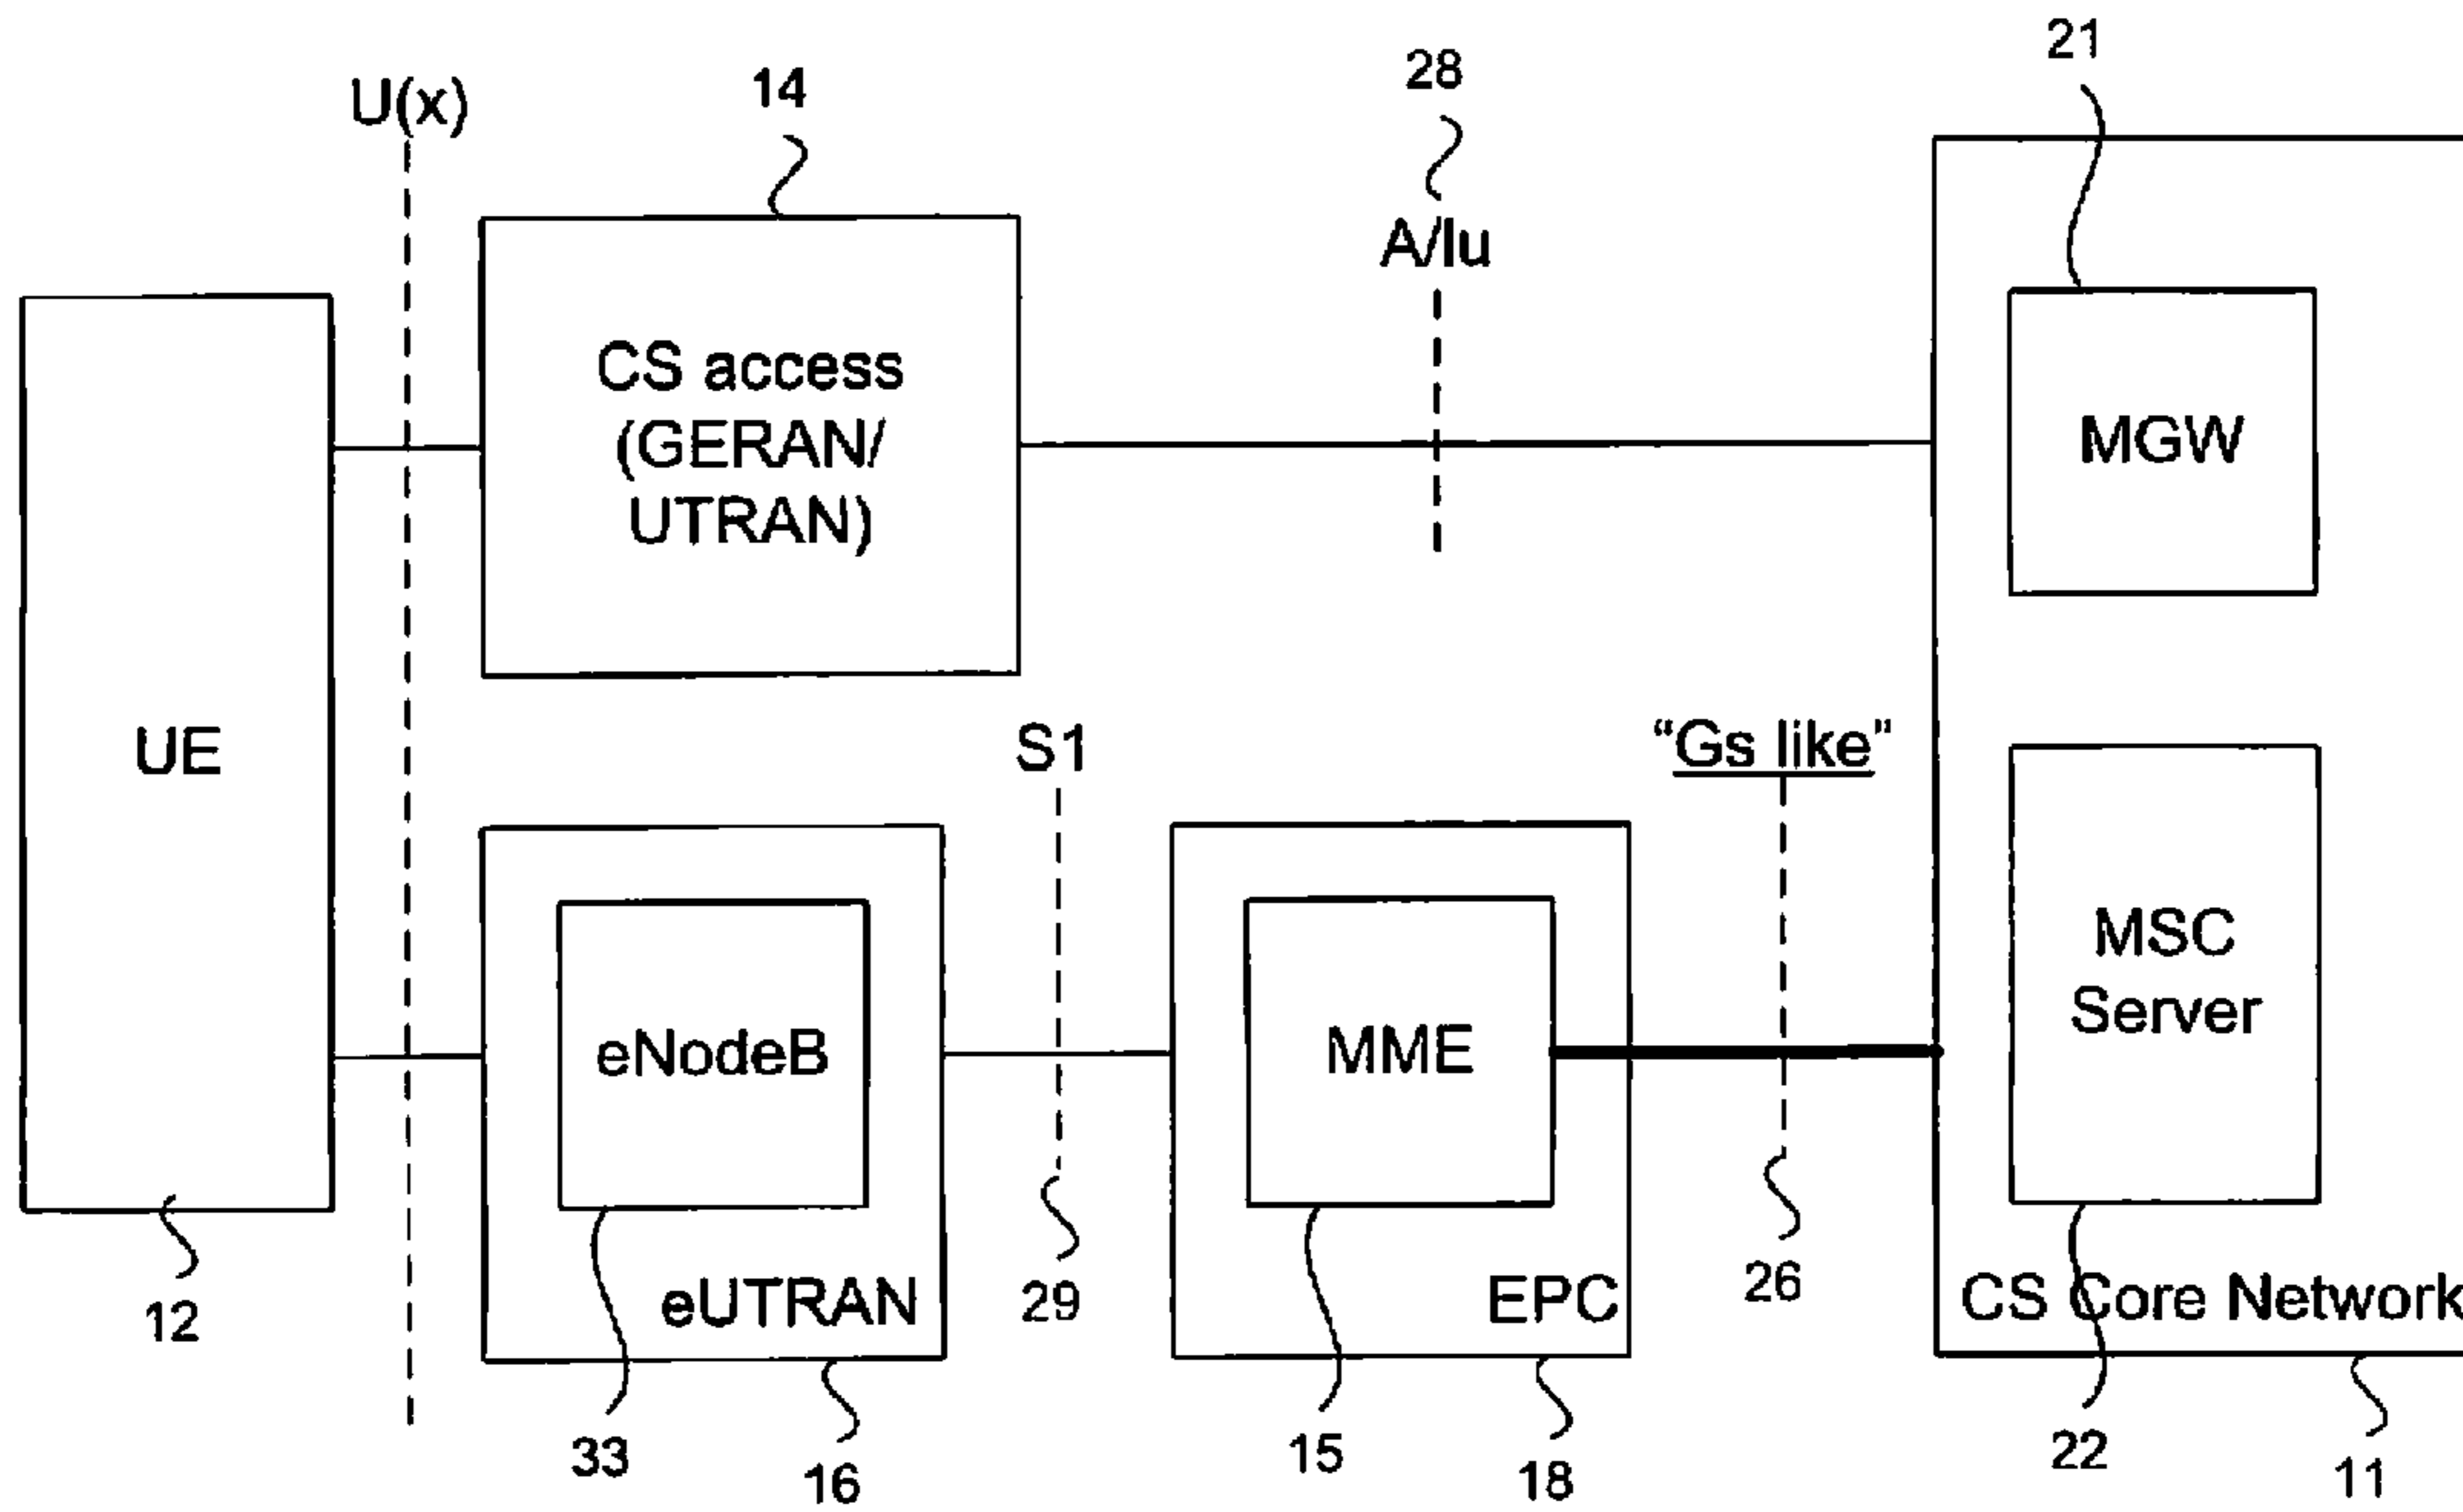 21
28
14
U(x)
A/Iu
CS access
(GERAN/
UTRAN)
MGW
UE
S1
“Gs like”
MSC
Server
eNodeB
MME
eUTRAN
29
EPC
26
CS Core Network
12
33
16
15
18
22
11